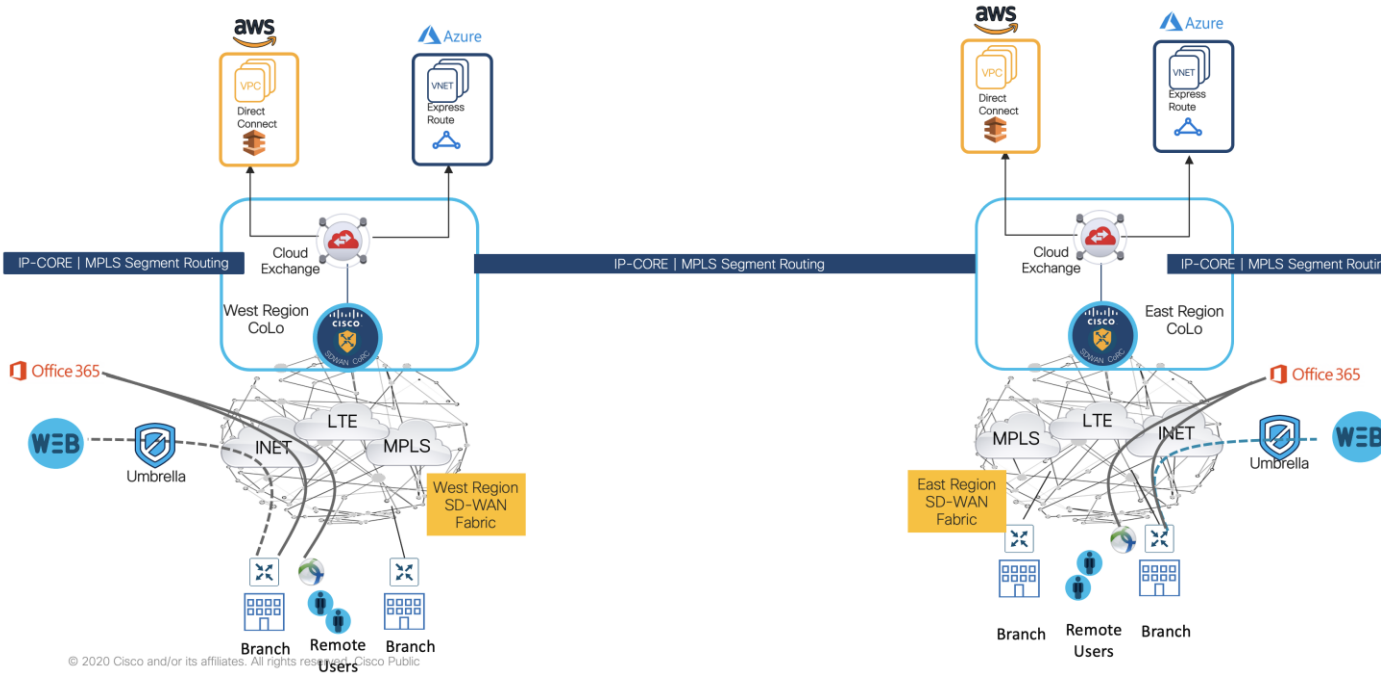 aws
Azure
VPC
Direct
Connect
VNET
Express
Route
aws
Azure
VPC
Direct
Connect
VNET
Express
Route
Cloud
Exchange
IP-CORE | MPLS Segment Routing
West Region
CoLo
CISCO
SDWAN CoRC
IP-CORE | MPLS Segment Routing
Cloud
Exchange
IP-CORE | MPLS Segment Routin
East Region
CoLo
CISCO
SDWAN CoRC
Office 365
WEB
Umbrella
INET
LTE
MPLS
West Region
SD-WAN
Fabric
Branch
Remote
Users
Branch
MPLS
LTE
INET
Office 365
Umbrella
WEB
East Region
SD-WAN
Fabric
Branch
Remote
Users
Branch
© 2020 Cisco and/or its affiliates. All rights reserved. Cisco Public